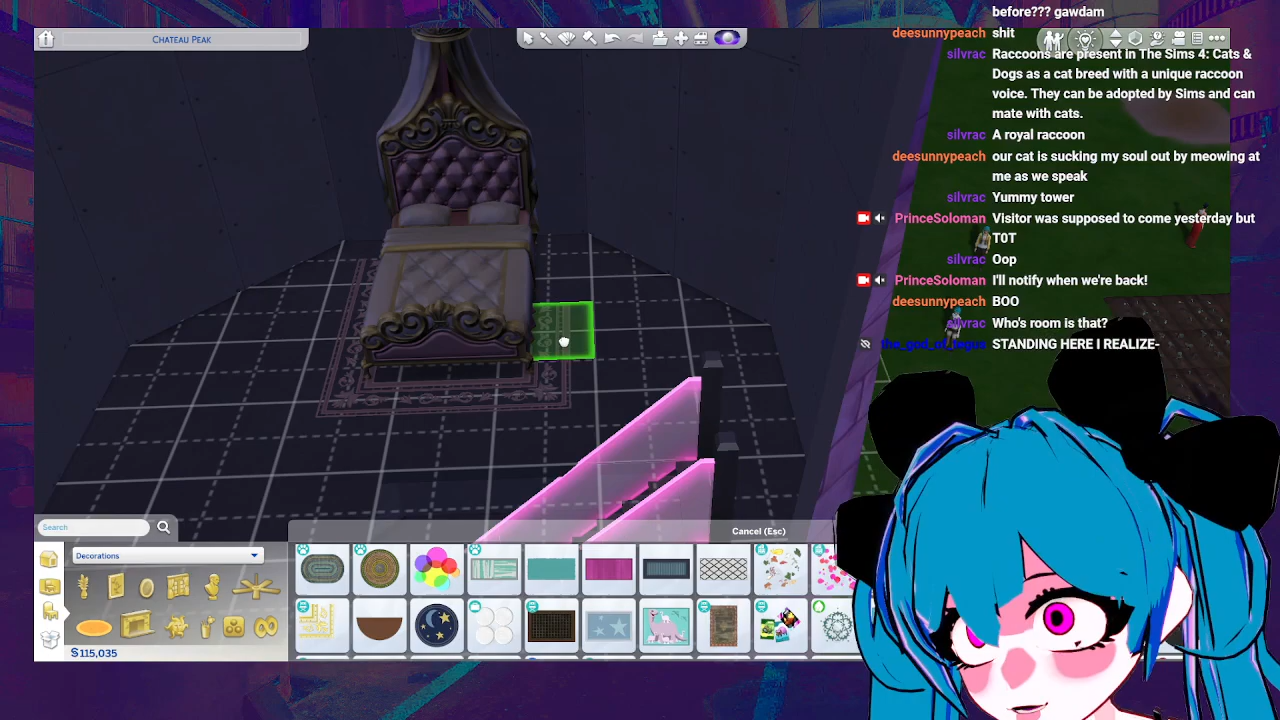 before??? gawdam
CHATEAU PEAK
deesunnypeach shit
silvrac Raccoons are present in The Sims 4: Cats &
Dogs as a cat breed with a unique raccoon
voice. They can be adopted by Sims and can
mate with cats.
silvrac A royal raccoon
deesunnypeach our cat is sucking my soul out by meowing at
me as we speak
silvrac Yummy tower
PrinceSoloman Visitor was supposed to come yesterday but
T0T
silvrac Oop
PrinceSoloman I'll notify when we're back!
deesunnypeach BOO
silvrac Who's room is that?
the_god_of_togus STANDING HERE I REALIZE-
Search
Cancel (Esc)
Decorations
§115,035